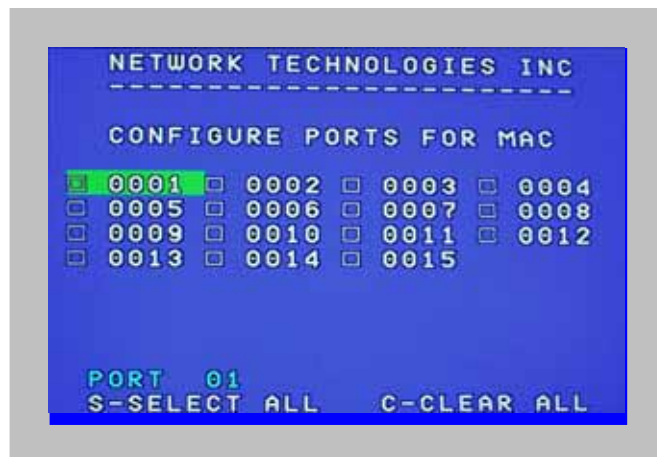 NETWORK TECHNOLOGIES INC
--------------------------
CONFIGURE PORTS FOR MAC
0001 0002 0003 0004
0005 0006 0007 0008
0009 0010 0011 0012
0013 0014 0015
PORT 01
S-SELECT ALL C-CLEAR ALL